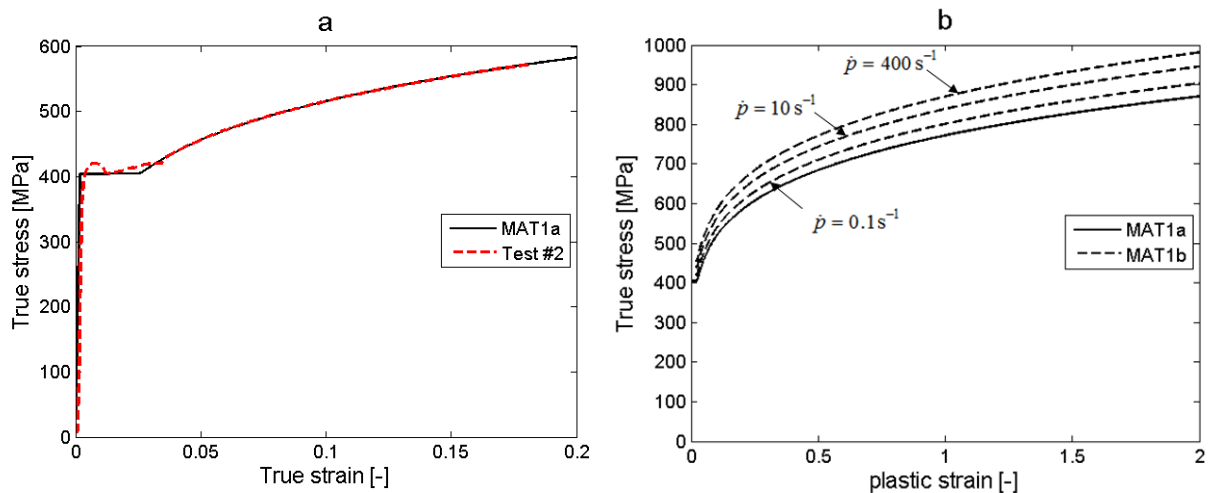 a
600
500
400
300
200
100
0
0
0.05
0.1
0.15
0.2
True stress [MPa]
True strain [-]
MAT1a
Test #2
b
1000
900
800
700
600
500
400
300
200
100
0
0
0.5
1
1.5
2
True stress [MPa]
plastic strain [-]
ṗ = 400 s⁻¹
ṗ = 10 s⁻¹
ṗ = 0.1 s⁻¹
MAT1a
MAT1b